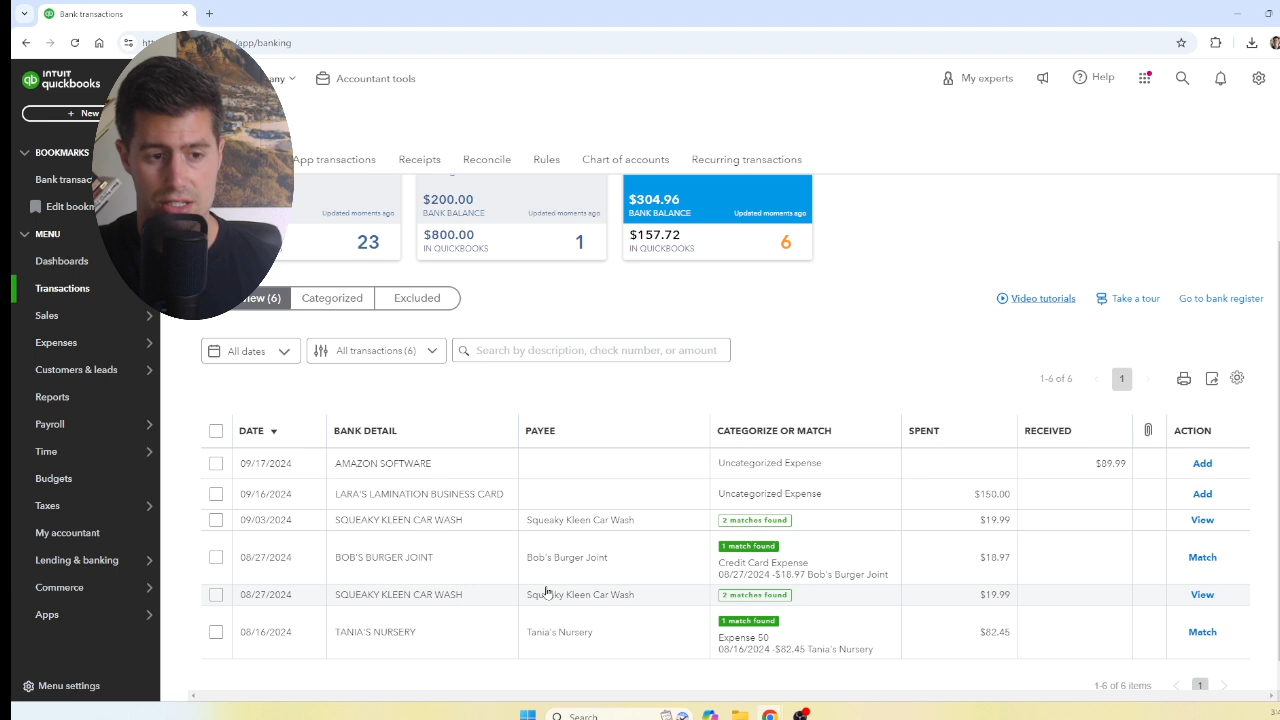 Bank transactions
app/banking
INTUIT
quickbooks
Accountant tools
My experts
Help
+ New
BOOKMARKS
MENU
Dashboards
Transactions
Sales
Expenses
Customers & leads
Reports
Payroll
Time
Budgets
Taxes
My accountant
Lending & banking
Commerce
Apps
Menu settings
App transactions Receipts Reconcile Rules Chart of accounts Recurring transactions
Updated moments ago
23
$200.00
BANK BALANCE Updated moments ago
$800.00
IN QUICKBOOKS
1
$304.96
BANK BALANCE Updated moments ago
$157.72
IN QUICKBOOKS
6
(6) Categorized Excluded
Video tutorials Take a tour Go to bank register
All dates All transactions (6) Search by description, check number, or amount
1-6 of 6 1
DATE BANK DETAIL PAYEE CATEGORIZE OR MATCH SPENT RECEIVED ACTION
09/17/2024 AMAZON SOFTWARE Uncategorized Expense $89.99 Add
09/16/2024 LARA'S LAMINATION BUSINESS CARD Uncategorized Expense $150.00 Add
09/03/2024 SQUEAKY KLEEN CAR WASH Squeaky Kleen Car Wash 2 matches found $19.99 View
1 match found
08/27/2024 BOB'S BURGER JOINT Bob's Burger Joint Credit Card Expense $18.97 Match
08/27/2024 -$18.97 Bob's Burger Joint
08/27/2024 SQUEAKY KLEEN CAR WASH Squeaky Kleen Car Wash 2 matches found $19.99 View
1 match found
08/16/2024 TANIA'S NURSERY Tania's Nursery Expense 50 $82.45 Match
08/16/2024 -$82.45 Tania's Nursery
1-6 of 6 items 1
Search